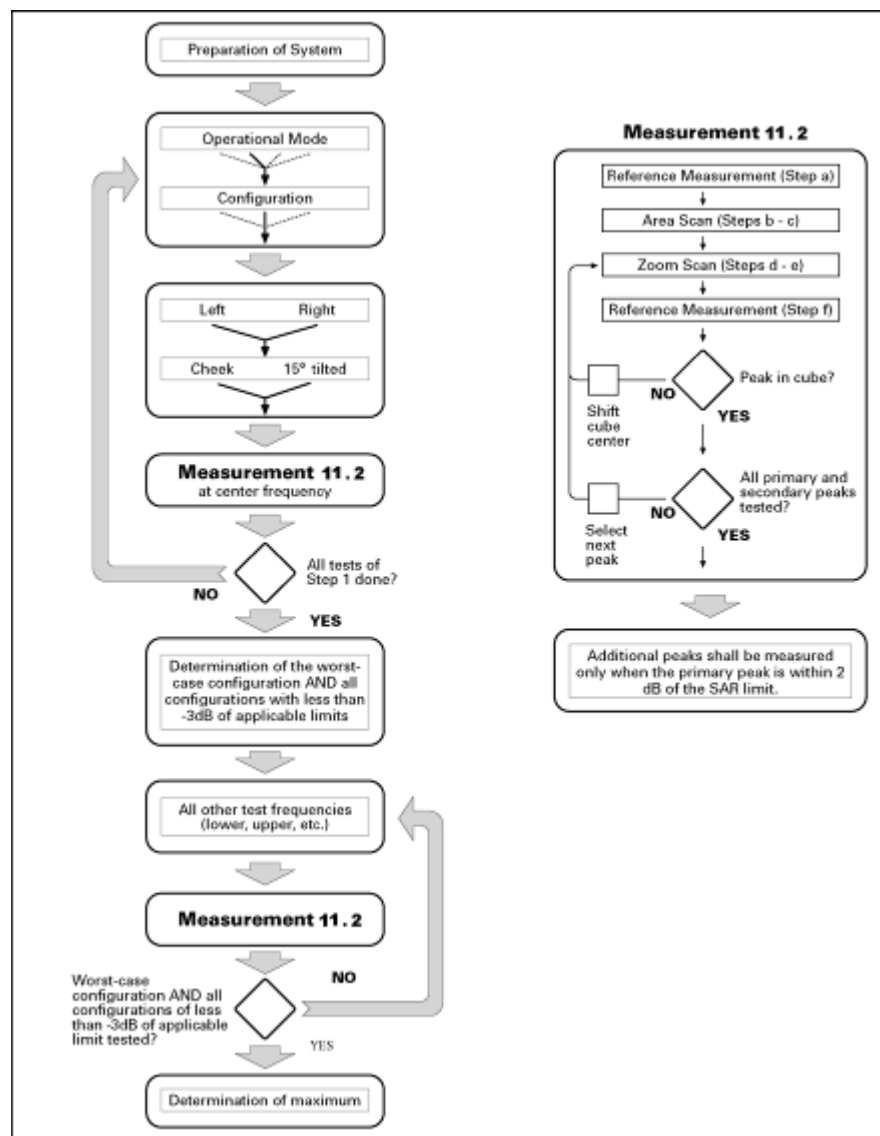 Preparation of System
Operational Mode
Configuration
Left Right
Cheek 15º tilted
Measurement 11.2
at center frequency
All tests of
Step 1 done?
NO
YES
Determination of the worst-
case configuration AND all
configurations with less than
-3dB of applicable limits
All other test frequencies
(lower, upper, etc.)
Measurement 11.2
NO
Worst-case
configuration AND all
configurations of less
than -3dB of applicable
limit tested?
YES
Determination of maximum
Measurement 11.2
Reference Measurement (Step a)
Area Scan (Steps b - c)
Zoom Scan (Steps d - e)
Reference Measurement (Step f)
Peak in cube?
NO
YES
Shift
cube
center
All primary and
secondary peaks
tested?
NO
YES
Select
next
peak
Additional peaks shall be measured
only when the primary peak is within 2
dB of the SAR limit.